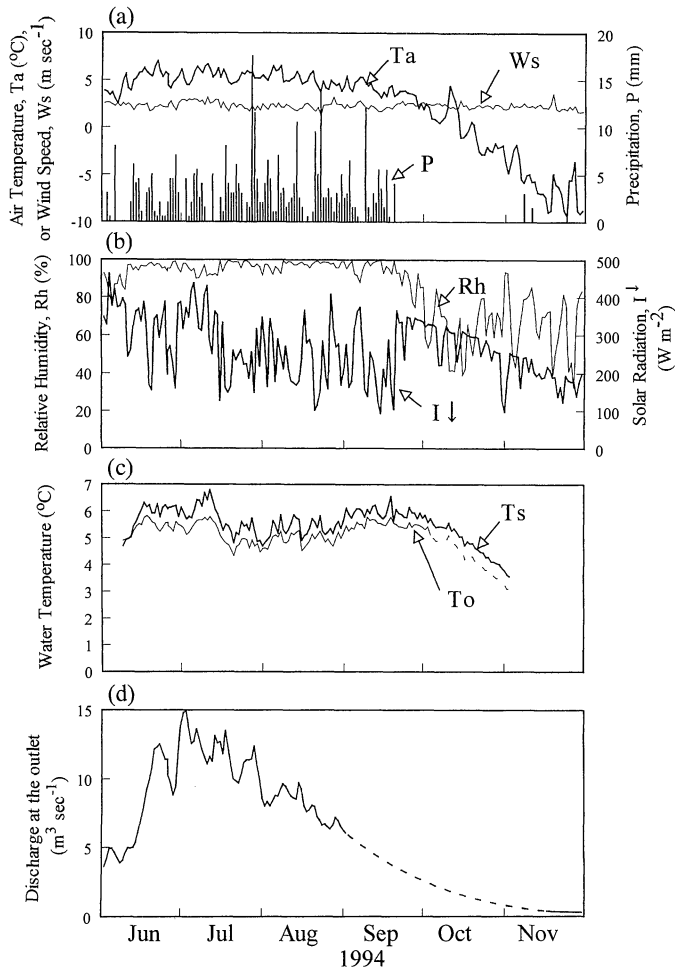 (a)
Air Temperature, Ta (°C),
or Wind Speed, Ws (m sec⁻¹)
10
5
0
-5
-10
Ta
Ws
P
20
15
10
5
0
Precipitation, P (mm)
(b)
Relative Humidity, Rh (%)
100
80
60
40
20
0
Rh
I↓
500
400
300
200
100
0
Solar Radiation, I↓
(W m⁻²)
(c)
Water Temperature (°C)
7
6
5
4
3
2
1
0
Ts
To
(d)
Discharge at the outlet
(m³ sec⁻¹)
15
10
5
0
Jun Jul Aug Sep Oct Nov
1994